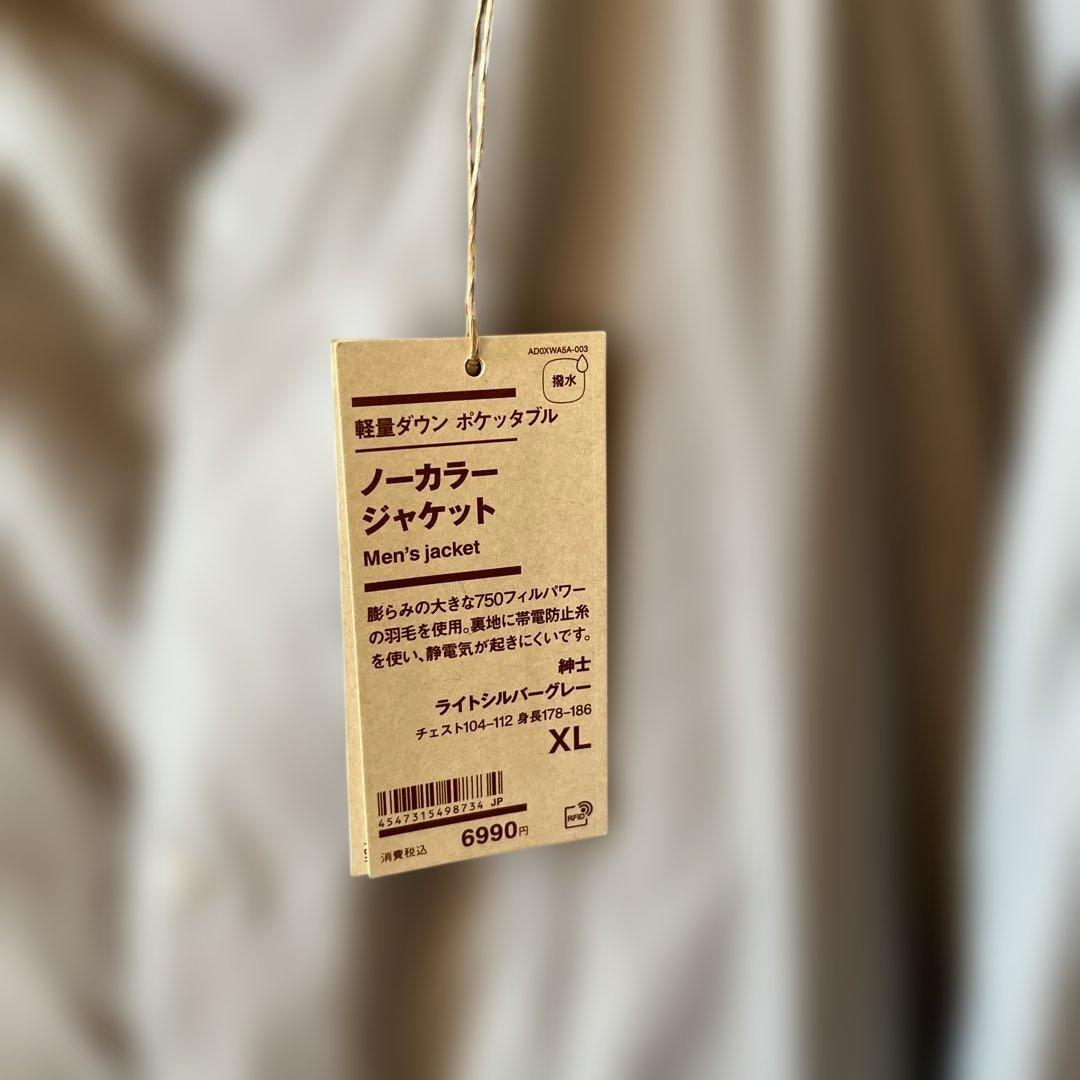 AD0XWA5A-003
撥水
軽量ダウン ポケッタブル
ノーカラー
ジャケット
Men's jacket
膨らみの大きな750フィルパワー
の羽毛を使用。裏地に帯電防止糸
を使い、静電気が起きにくいです。
紳士
ライトシルバーグレー
チェスト104–112 身長178–186
XL
4547315498734 JP
消費税込 6990円
RFID